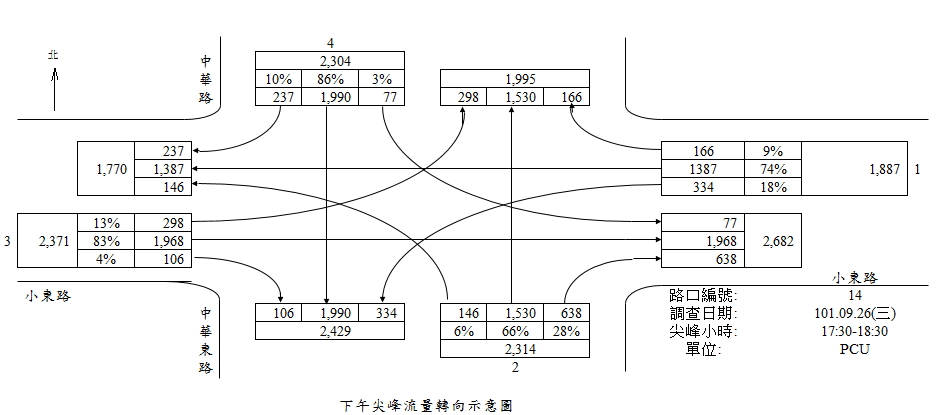 4
北
中華路
2,304
10% 86% 3%
237 1,990 77
1,995
298 1,530 166
1,770
237
1,387
146
166 9%
1387 74%
334 18%
1,887
1
3
2,371
13% 298
83% 1,968
4% 106
77
1,968
638
2,682
小東路
小東路
中華東路
106 1,990 334
2,429
146 1,530 638
6% 66% 28%
2,314
2
路口編號: 14
調查日期: 101.09.26(三)
尖峰小時: 17:30-18:30
單位: PCU
下午尖峰流量轉向示意圖